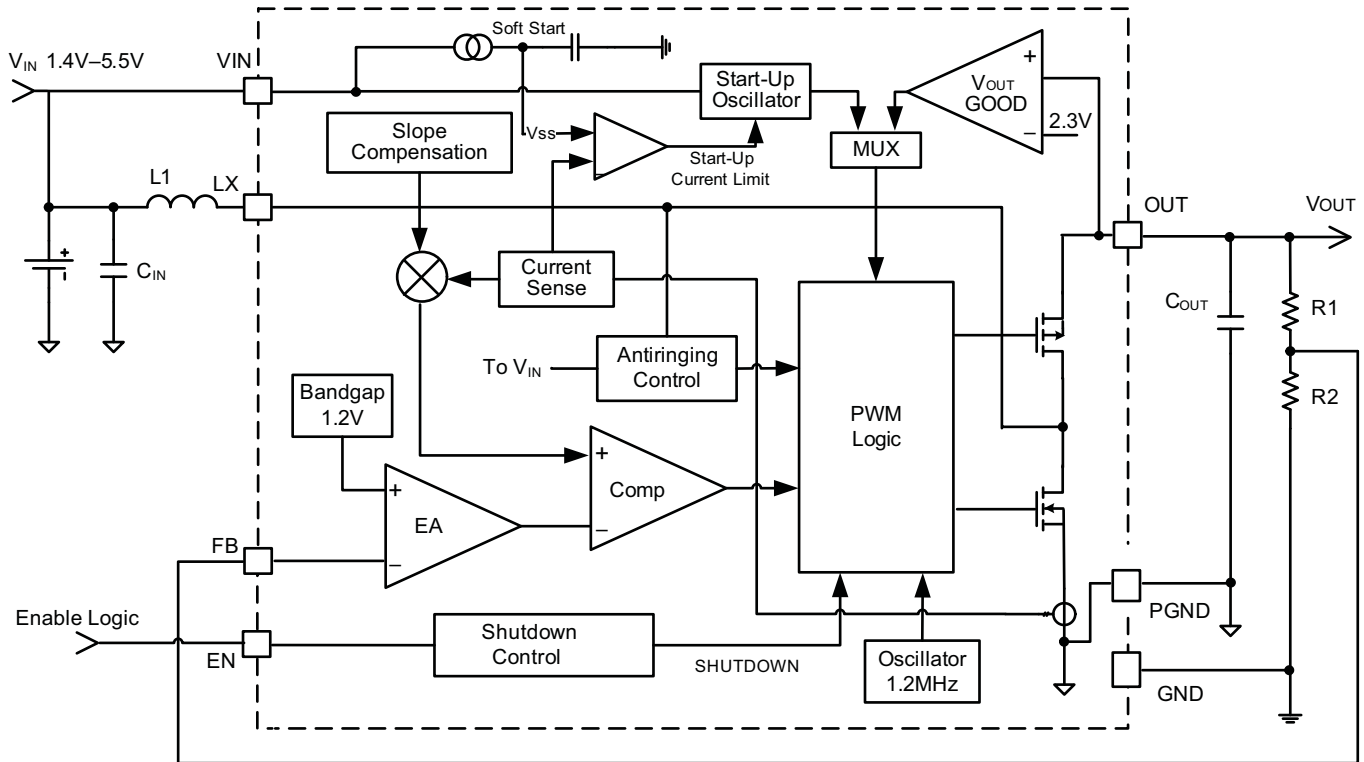 Soft Start
VIN 1.4V–5.5V
VIN
Start-Up
Oscillator
+
VOUT
GOOD
–
2.3V
Slope
Compensation
Vss
–
Start-Up
Current Limit
MUX
L1
LX
OUT
VOUT
+
-
CIN
Current
Sense
COUT
R1
To VIN
Antiringing
Control
R2
Bandgap
1.2V
PWM
Logic
+
Comp
–
+
EA
–
FB
Enable Logic
EN
Shutdown
Control
SHUTDOWN
Oscillator
1.2MHz
PGND
GND